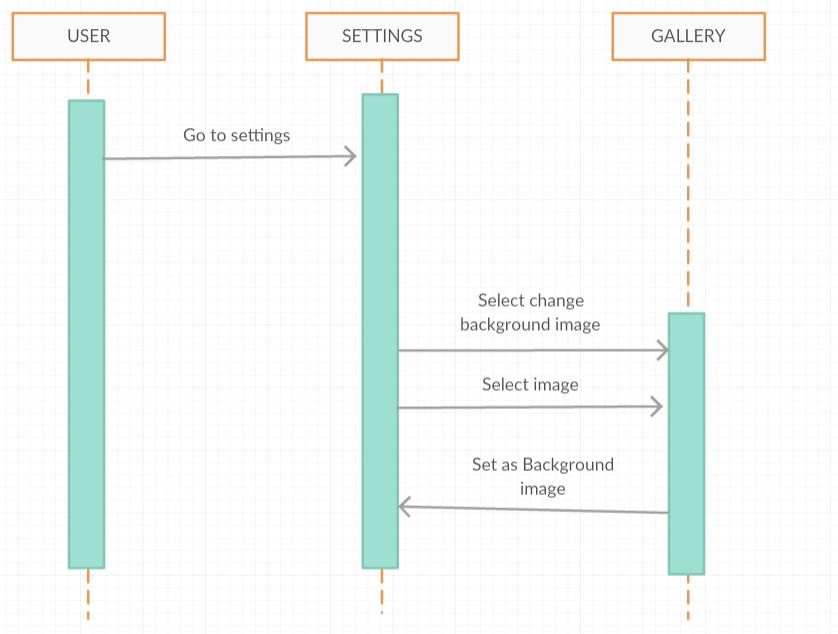 USER
SETTINGS
GALLERY
Go to settings
Select change
background image
Select image
Set as Background
image